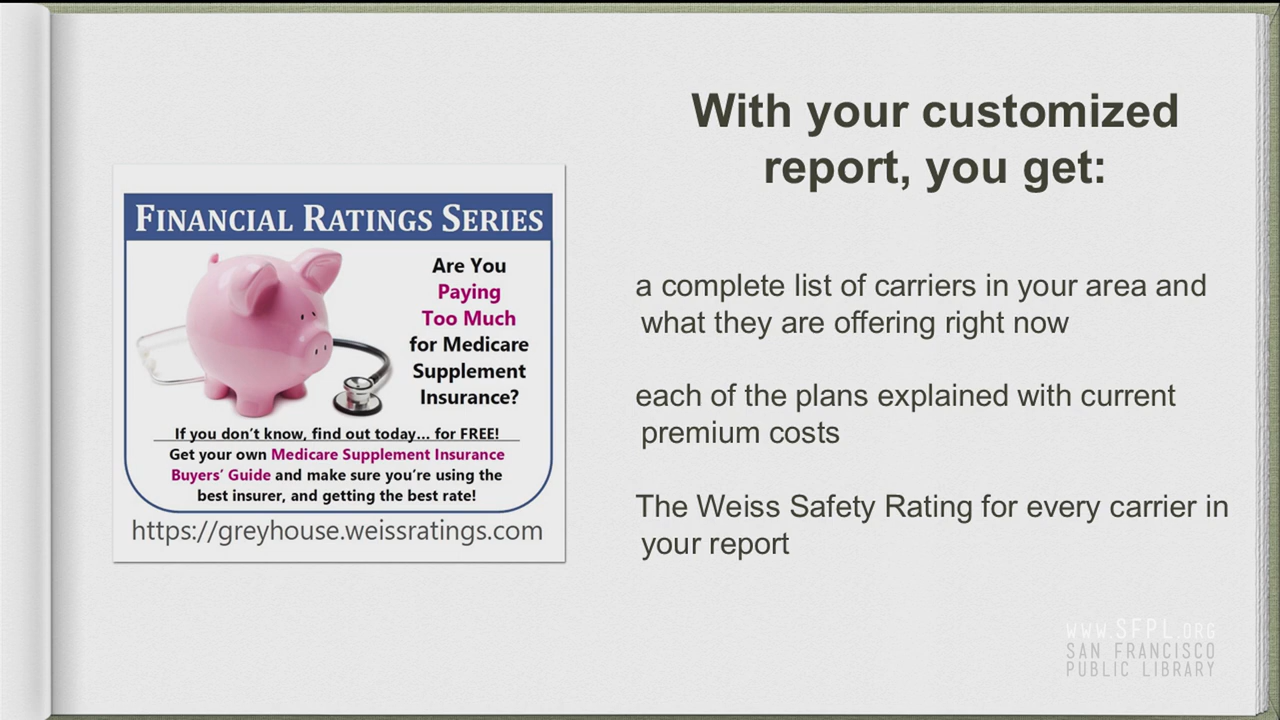 With your customized
report, you get:
FINANCIAL RATINGS SERIES
Are You
Paying
Too Much
for Medicare
Supplement
Insurance?
If you don't know, find out today... for FREE!
Get your own Medicare Supplement Insurance
Buyers' Guide and make sure you're using the
best insurer, and getting the best rate!
https://greyhouse.weissratings.com
a complete list of carriers in your area and
what they are offering right now
each of the plans explained with current
premium costs
The Weiss Safety Rating for every carrier in
your report
WWW.SFPL.ORG
SAN FRANCISCO
PUBLIC LIBRARY